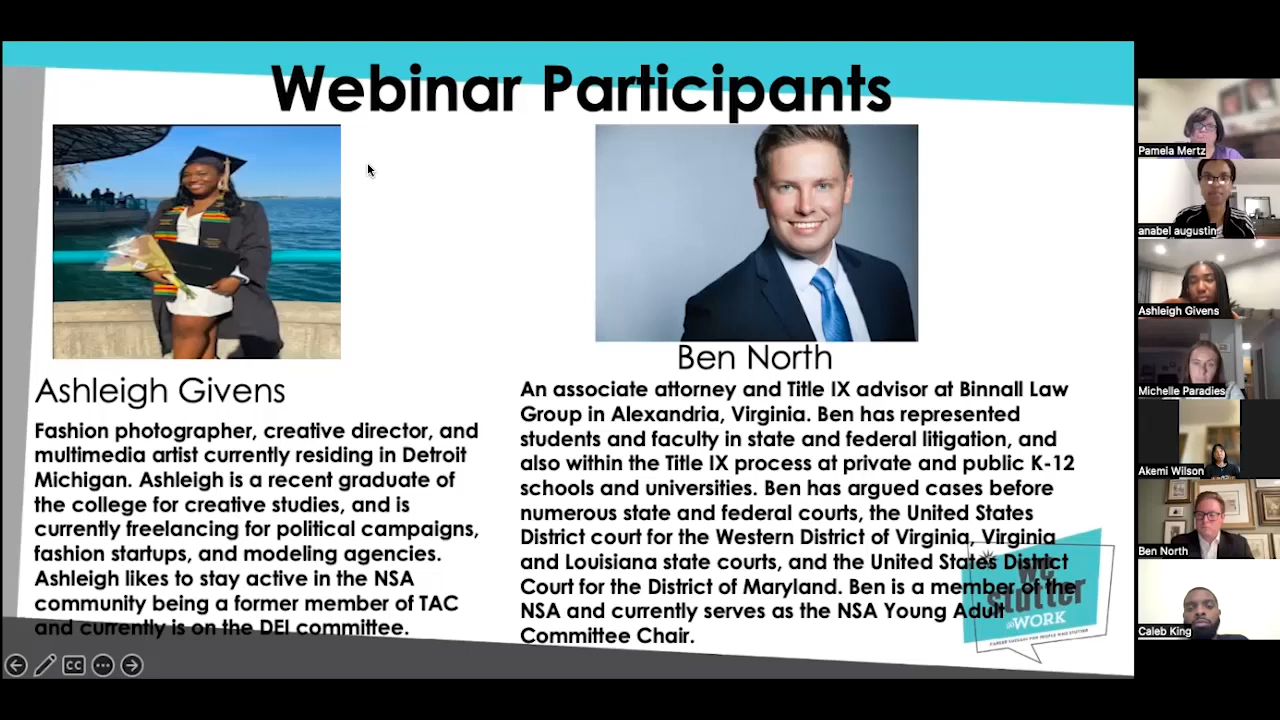 Webinar Participants
Ashleigh Givens
Fashion photographer, creative director, and
multimedia artist currently residing in Detroit
Michigan. Ashleigh is a recent graduate of
the college for creative studies, and is
currently freelancing for political campaigns,
fashion startups, and modeling agencies.
Ashleigh likes to stay active in the NSA
community being a former member of TAC
and currently is on the DEI committee.
Ben North
An associate attorney and Title IX advisor at Binnall Law
Group in Alexandria, Virginia. Ben has represented
students and faculty in state and federal litigation, and
also within the Title IX process at private and public K-12
schools and universities. Ben has argued cases before
numerous state and federal courts, the United States
District court for the Western District of Virginia, Virginia
and Louisiana state courts, and the United States District
Court for the District of Maryland. Ben is a member of the
NSA and currently serves as the NSA Young Adult
Committee Chair.
we
stutter
@WORK
CAREER SUCCESS FOR PEOPLE WHO STUTTER
CC
Pamela Mertz
anabel augustin
Ashleigh Givens
Michelle Paradies
Akemi Wilson
Ben North
Caleb King